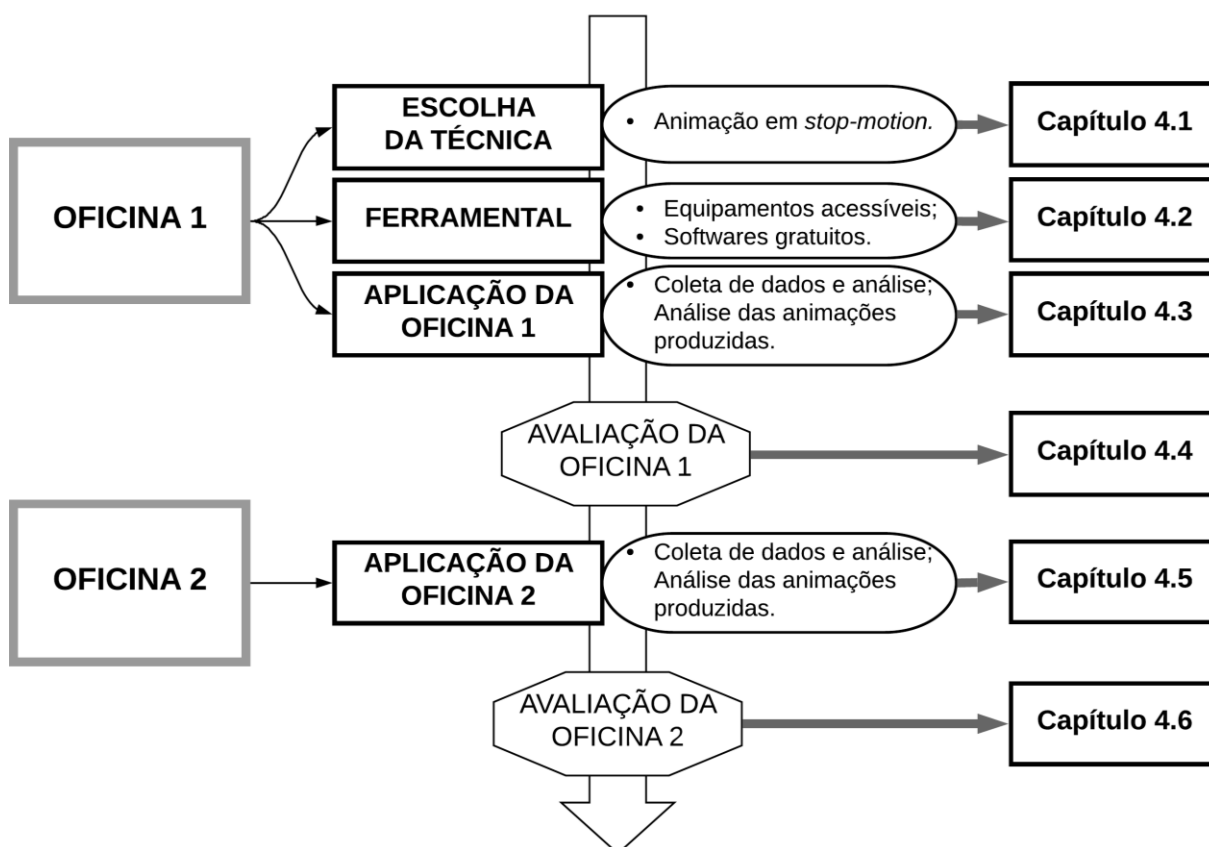 OFICINA 1
ESCOLHA
DA TÉCNICA
• Animação em stop-motion.
Capítulo 4.1
FERRAMENTAL
• Equipamentos acessíveis;
• Softwares gratuitos.
Capítulo 4.2
APLICAÇÃO DA
OFICINA 1
• Coleta de dados e análise;
Análise das animações
produzidas.
Capítulo 4.3
AVALIAÇÃO DA
OFICINA 1
Capítulo 4.4
OFICINA 2
APLICAÇÃO DA
OFICINA 2
• Coleta de dados e análise;
Análise das animações
produzidas.
Capítulo 4.5
AVALIAÇÃO DA
OFICINA 2
Capítulo 4.6